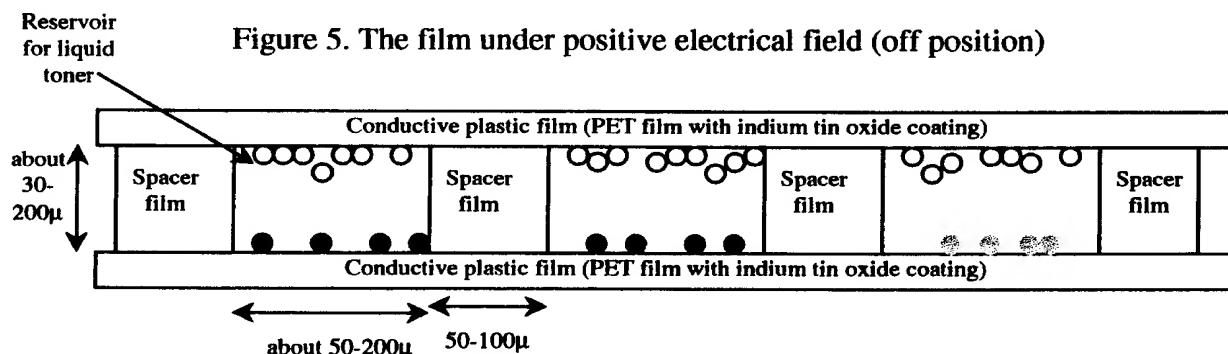 Reservoir
for liquid
toner
Figure 5. The film under positive electrical field (off position)
Conductive plastic film (PET film with indium tin oxide coating)
about
30-
200μ
Spacer
film
Spacer
film
Spacer
film
Spacer
film
Conductive plastic film (PET film with indium tin oxide coating)
about 50-200μ
50-100μ